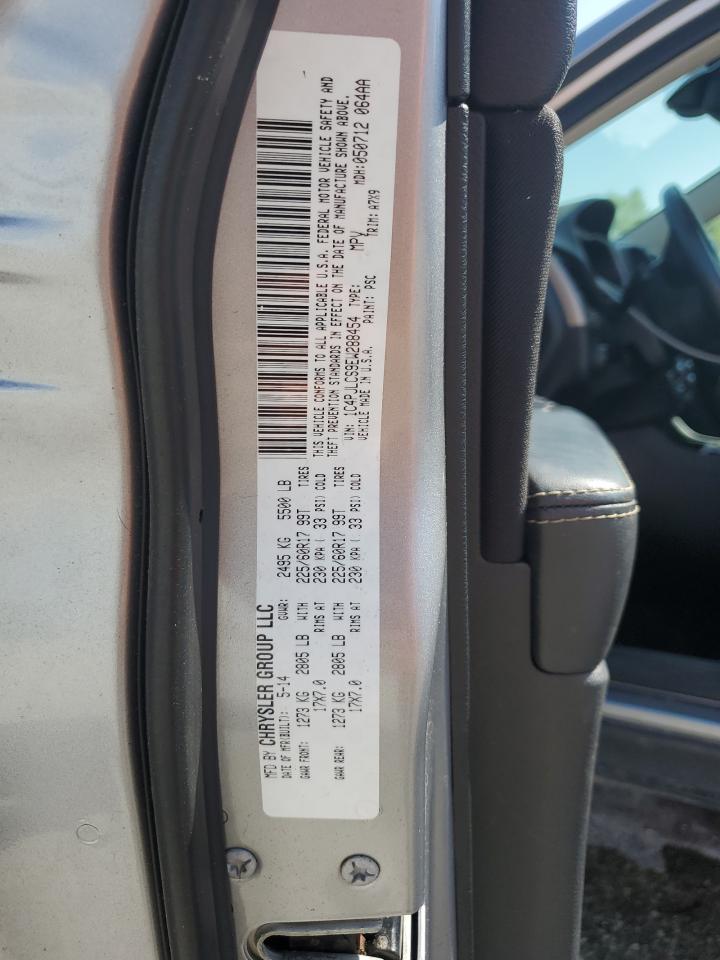 MFD BY CHRYSLER GROUP LLC
DATE OF MFR(BUILT): 5-14 GVWR: 2495 KG 5500 LB
GAWR FRONT: 1273 KG 2805 LB WITH 225/60R17 99T TIRES
17X7.0 RIMS AT 230 KPA ( 33 PSI) COLD
GAWR REAR: 1273 KG 2805 LB WITH 225/60R17 99T TIRES
17X7.0 RIMS AT 230 KPA ( 33 PSI) COLD
THIS VEHICLE CONFORMS TO ALL APPLICABLE U.S.A. FEDERAL MOTOR VEHICLE SAFETY AND
THEFT PREVENTION STANDARDS IN EFFECT ON THE DATE OF MANUFACTURE SHOWN ABOVE.
VIN: 1C4PJLCS9EW288454 TYPE: MPV MDH:050712 064AA
VEHICLE MADE IN U.S.A. PAINT: PSC TRIM: A7X9